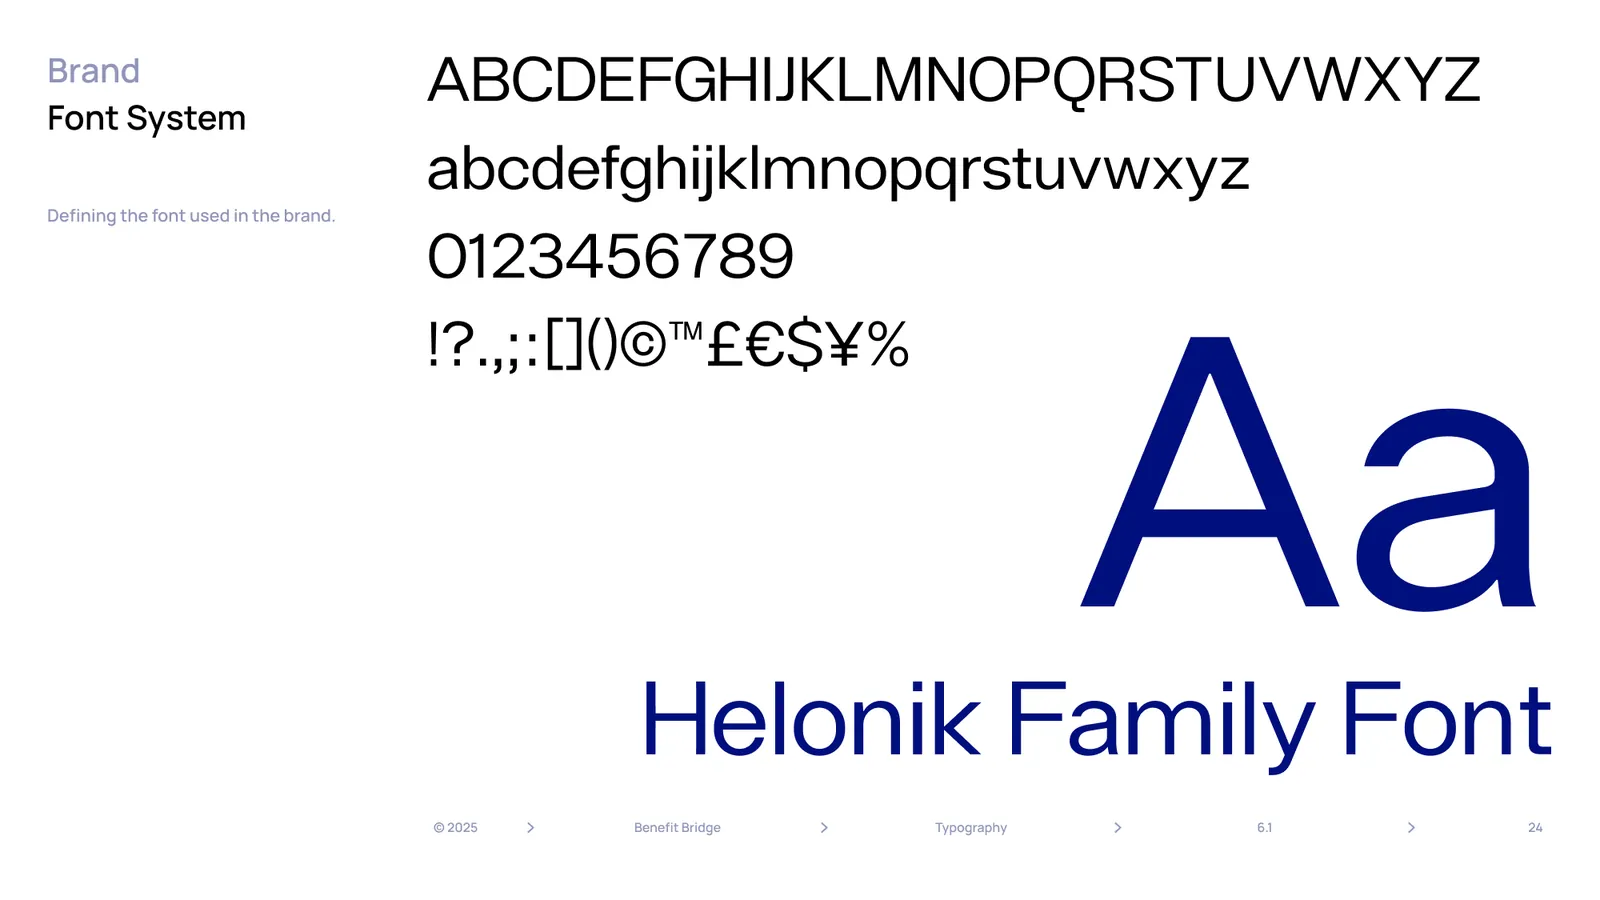 Brand
Font System
Defining the font used in the brand.
ABCDEFGHIJKLMNOPQRSTUVWXYZ
abcdefghijklmnopqrstuvwxyz
0123456789
!?.,;:[]()©™£€$¥%
Aa
Helonik Family Font
© 2025 > Benefit Bridge > Typography > 6.1 > 24